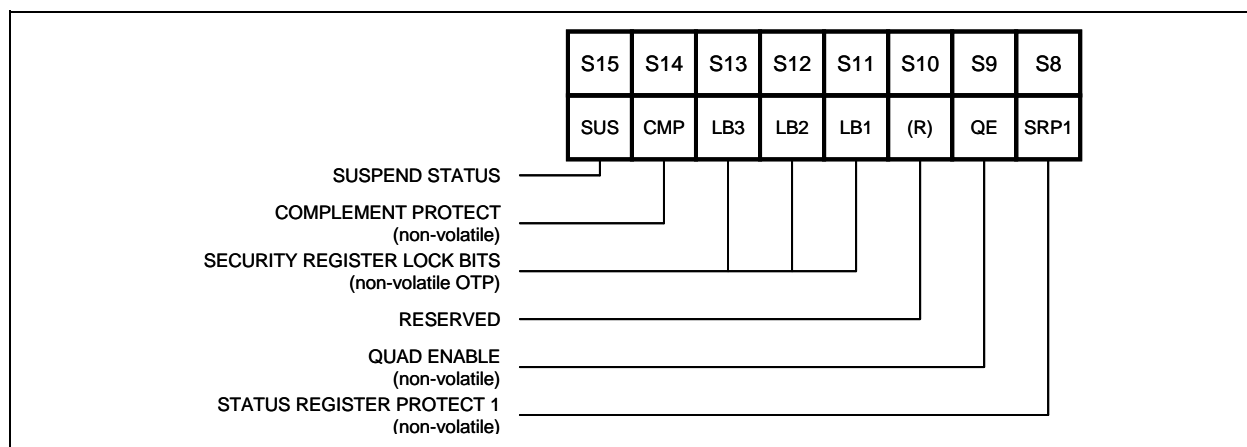 S15 S14 S13 S12 S11 S10 S9 S8
SUS CMP LB3 LB2 LB1 (R) QE SRP1
SUSPEND STATUS
COMPLEMENT PROTECT
(non-volatile)
SECURITY REGISTER LOCK BITS
(non-volatile OTP)
RESERVED
QUAD ENABLE
(non-volatile)
STATUS REGISTER PROTECT 1
(non-volatile)